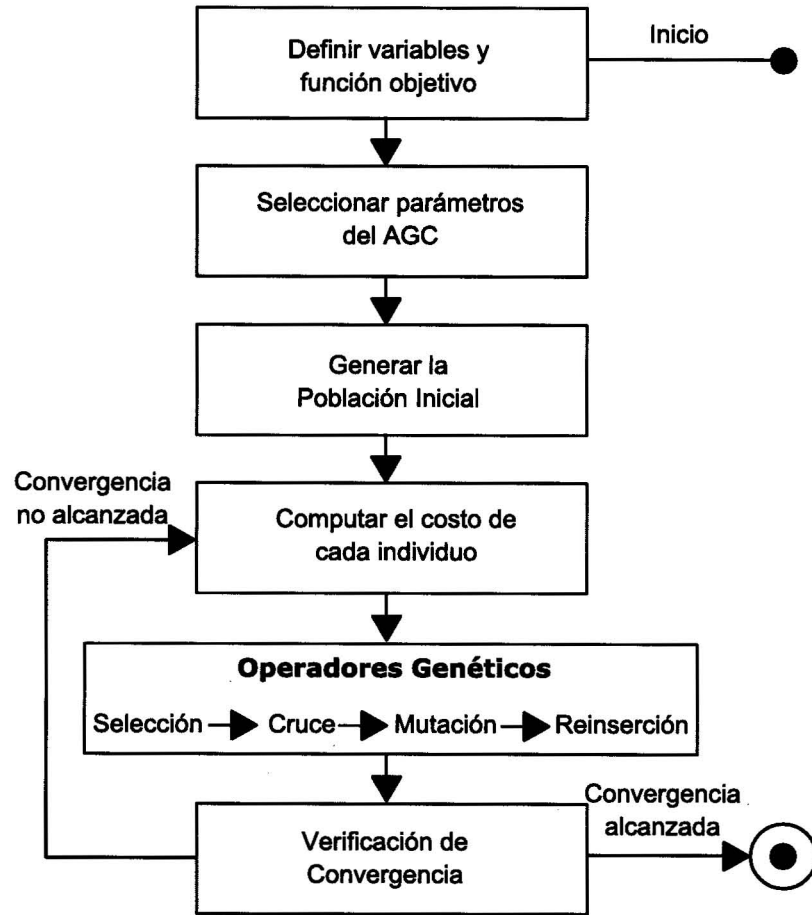 Definir variables y
función objetivo
Inicio
Seleccionar parámetros
del AGC
Generar la
Población Inicial
Convergencia
no alcanzada
Computar el costo de
cada individuo
Operadores Genéticos
Selección Cruce Mutación Reinserción
Convergencia
alcanzada
Verificación de
Convergencia